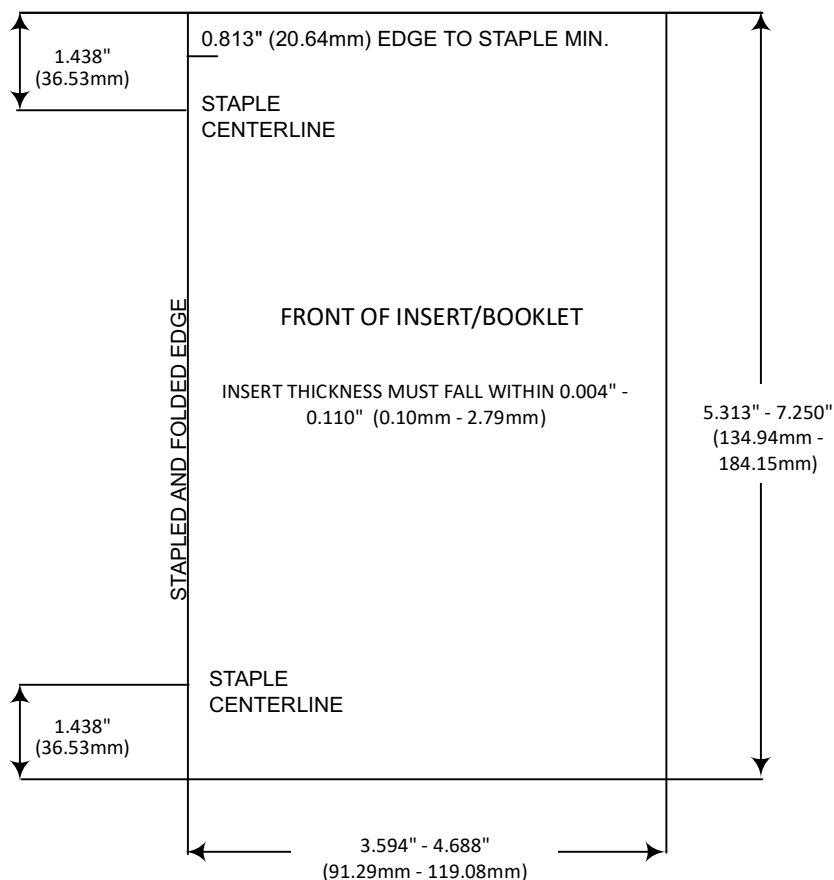 0.813" (20.64mm) EDGE TO STAPLE MIN.
1.438"
(36.53mm)
STAPLE
CENTERLINE
STAPLED AND FOLDED EDGE
FRONT OF INSERT/BOOKLET
INSERT THICKNESS MUST FALL WITHIN 0.004" -
0.110" (0.10mm - 2.79mm)
5.313" - 7.250"
(134.94mm -
184.15mm)
STAPLE
CENTERLINE
1.438"
(36.53mm)
3.594" - 4.688"
(91.29mm - 119.08mm)